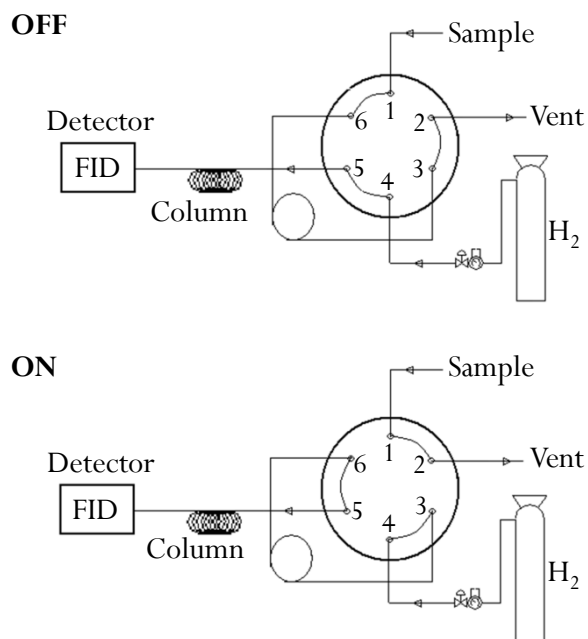 OFF
Sample
1
6
2
Vent
Detector
FID
5
3
4
Column
H2
ON
Sample
1
6
2
Vent
Detector
FID
5
3
4
Column
H2